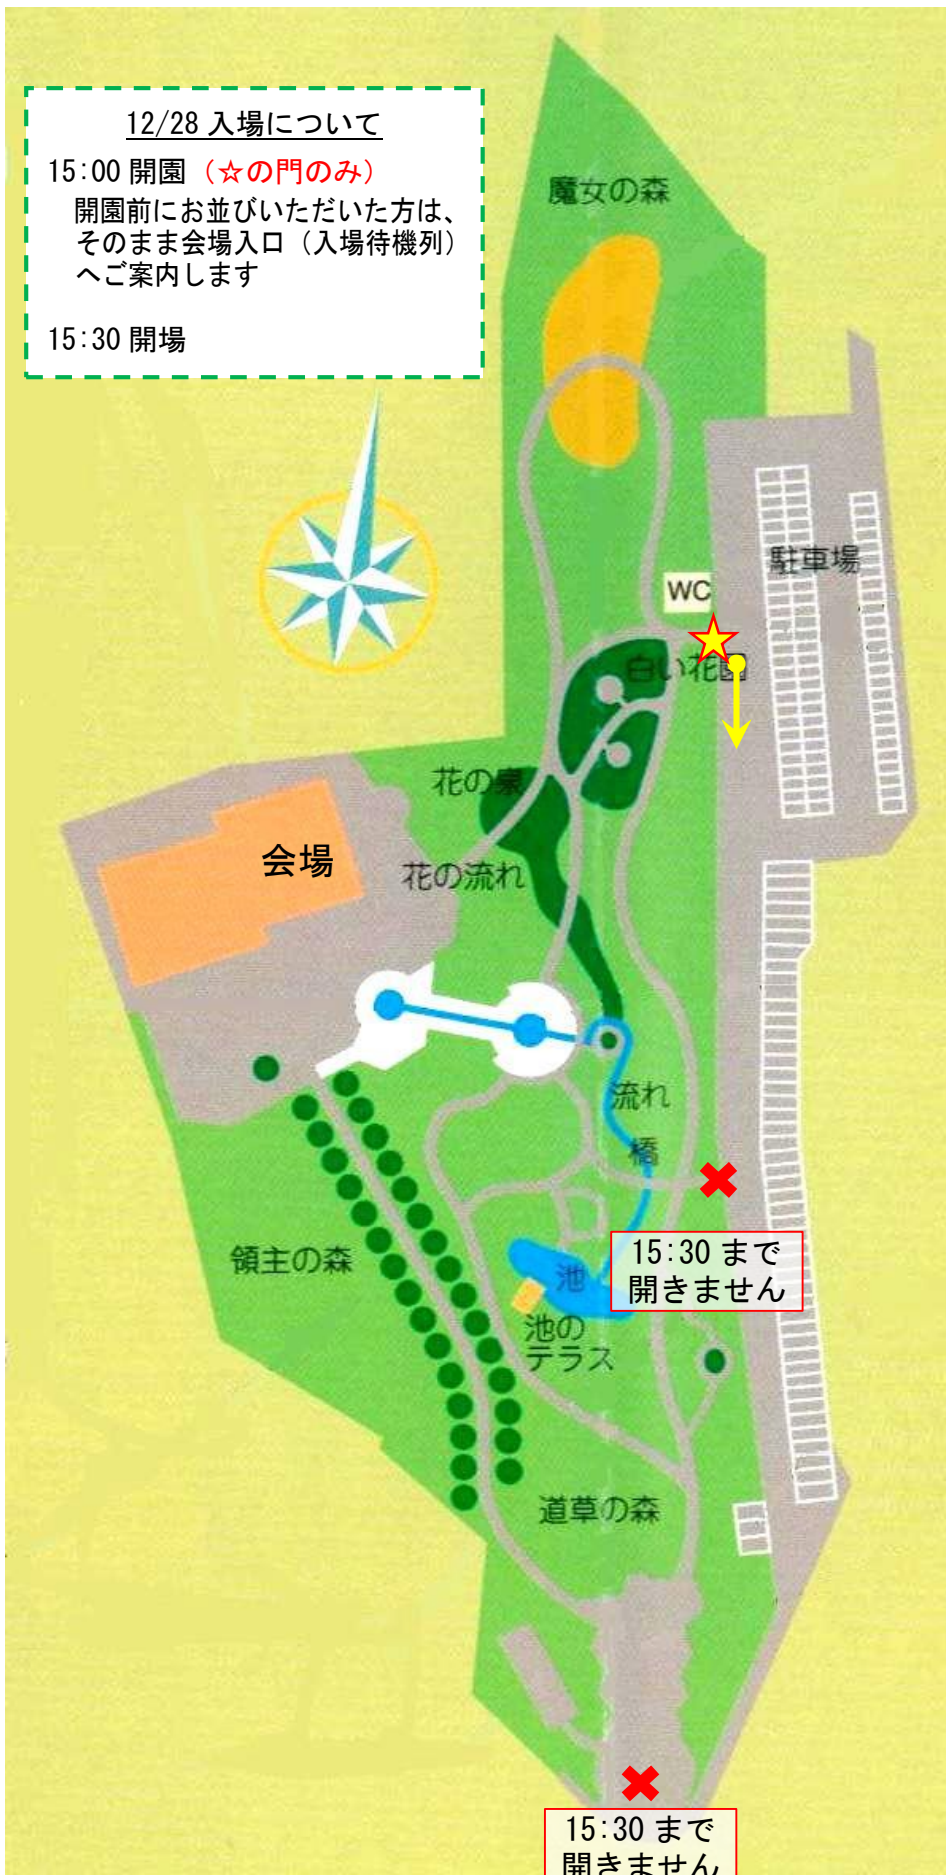 12/28 入場について
15:00 開園（☆の門のみ）
開園前にお並びいただいた方は、
そのまま会場入口（入場待機列）
へご案内します
15:30 開場
魔女の森
駐車場
WC
白い花園
花の泉
会場
花の流れ
流れ
橋
領主の森
15:30 まで
開きません
池
池の
テラス
道草の森
15:30 まで
開きません